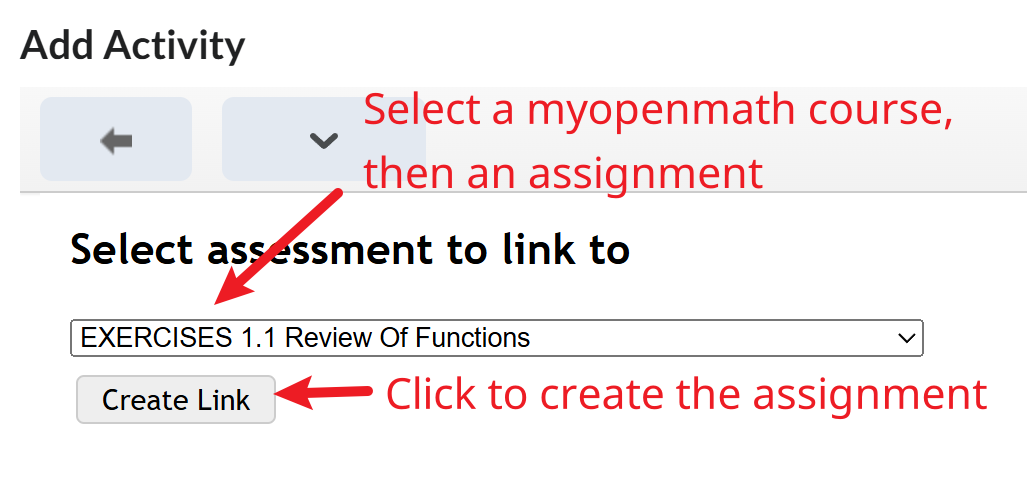 Add Activity
Select a myopenmath course,
then an assignment
Select assessment to link to
EXERCISES 1.1 Review Of Functions
Create Link
Click to create the assignment